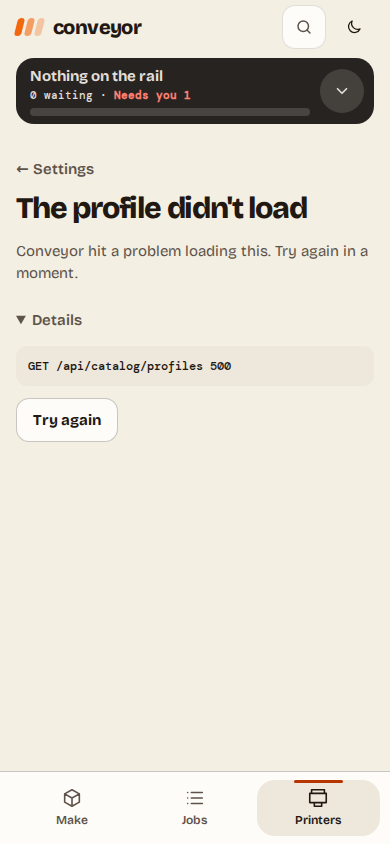 conveyor
Nothing on the rail
0 waiting · Needs you 1
← Settings
The profile didn't load
Conveyor hit a problem loading this. Try again in a
moment.
▼ Details
GET /api/catalog/profiles 500
Try again
Make
Jobs
Printers